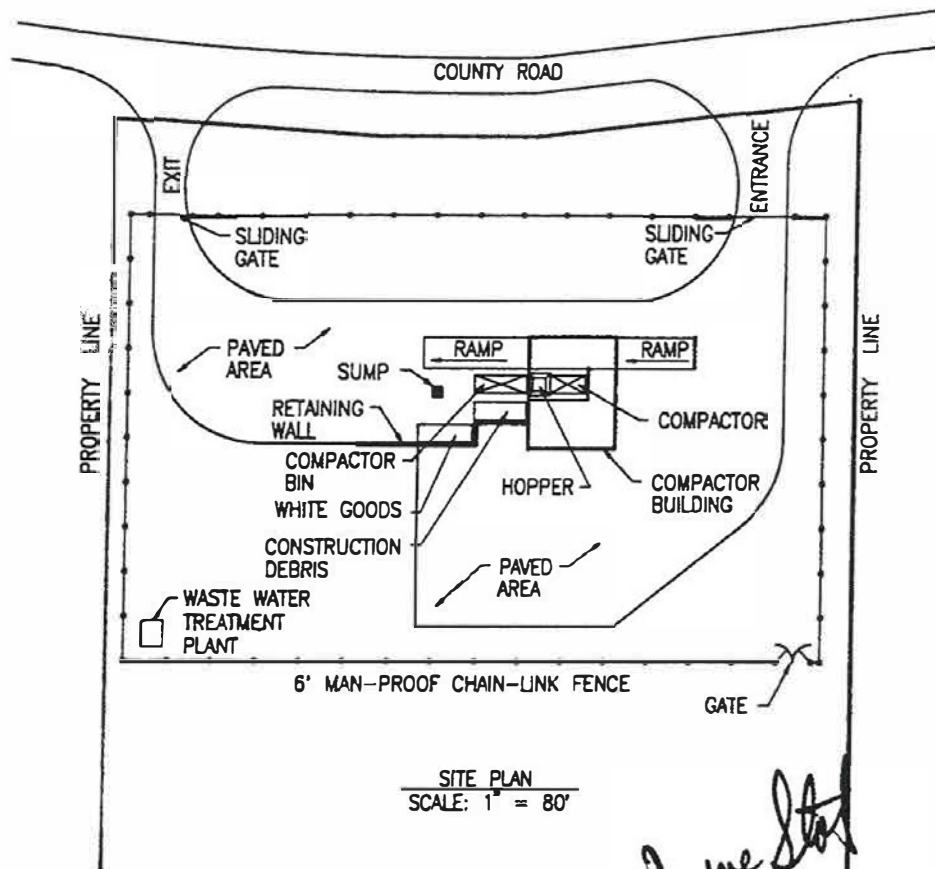 COUNTY ROAD
EXIT
ENTRANCE
SLIDING
GATE
SLIDING
GATE
PROPERTY LINE
PROPERTY LINE
PAVED
AREA
RAMP
RAMP
SUMP
RETAINING
WALL
COMPACTOR
COMPACTOR
BIN
HOPPER
COMPACTOR
BUILDING
WHITE GOODS
CONSTRUCTION
DEBRIS
PAVED
AREA
WASTE WATER
TREATMENT
PLANT
6' MAN-PROOF CHAIN-LINK FENCE
GATE
SITE PLAN
SCALE: 1" = 80'